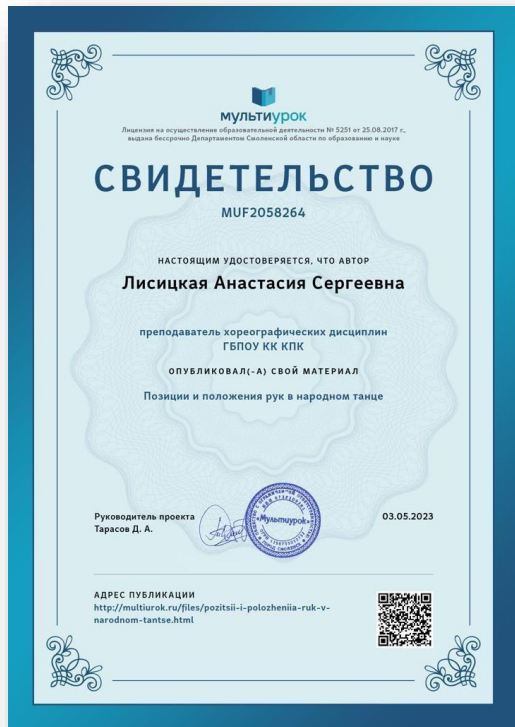 мультиурок
Лицензия на осуществление образовательной деятельности № 5251 от 25.08.2017 г.,
выдана бессрочно Департаментом Смоленской области по образованию и науке
СВИДЕТЕЛЬСТВО
MUF2058264
НАСТОЯЩИМ УДОСТОВЕРЯЕТСЯ, ЧТО АВТОР
Лисицкая Анастасия Сергеевна
преподаватель хореографических дисциплин
ГБПОУ КК КПК
ОПУБЛИКОВАЛ(-А) СВОЙ МАТЕРИАЛ
Позиции и положения рук в народном танце
Руководитель проекта
Тарасов Д. А.
«Мультиурок»
03.05.2023
АДРЕС ПУБЛИКАЦИИ
http://multiurok.ru/files/pozitsii-i-polozheniia-ruk-v-
narodnom-tantse.html